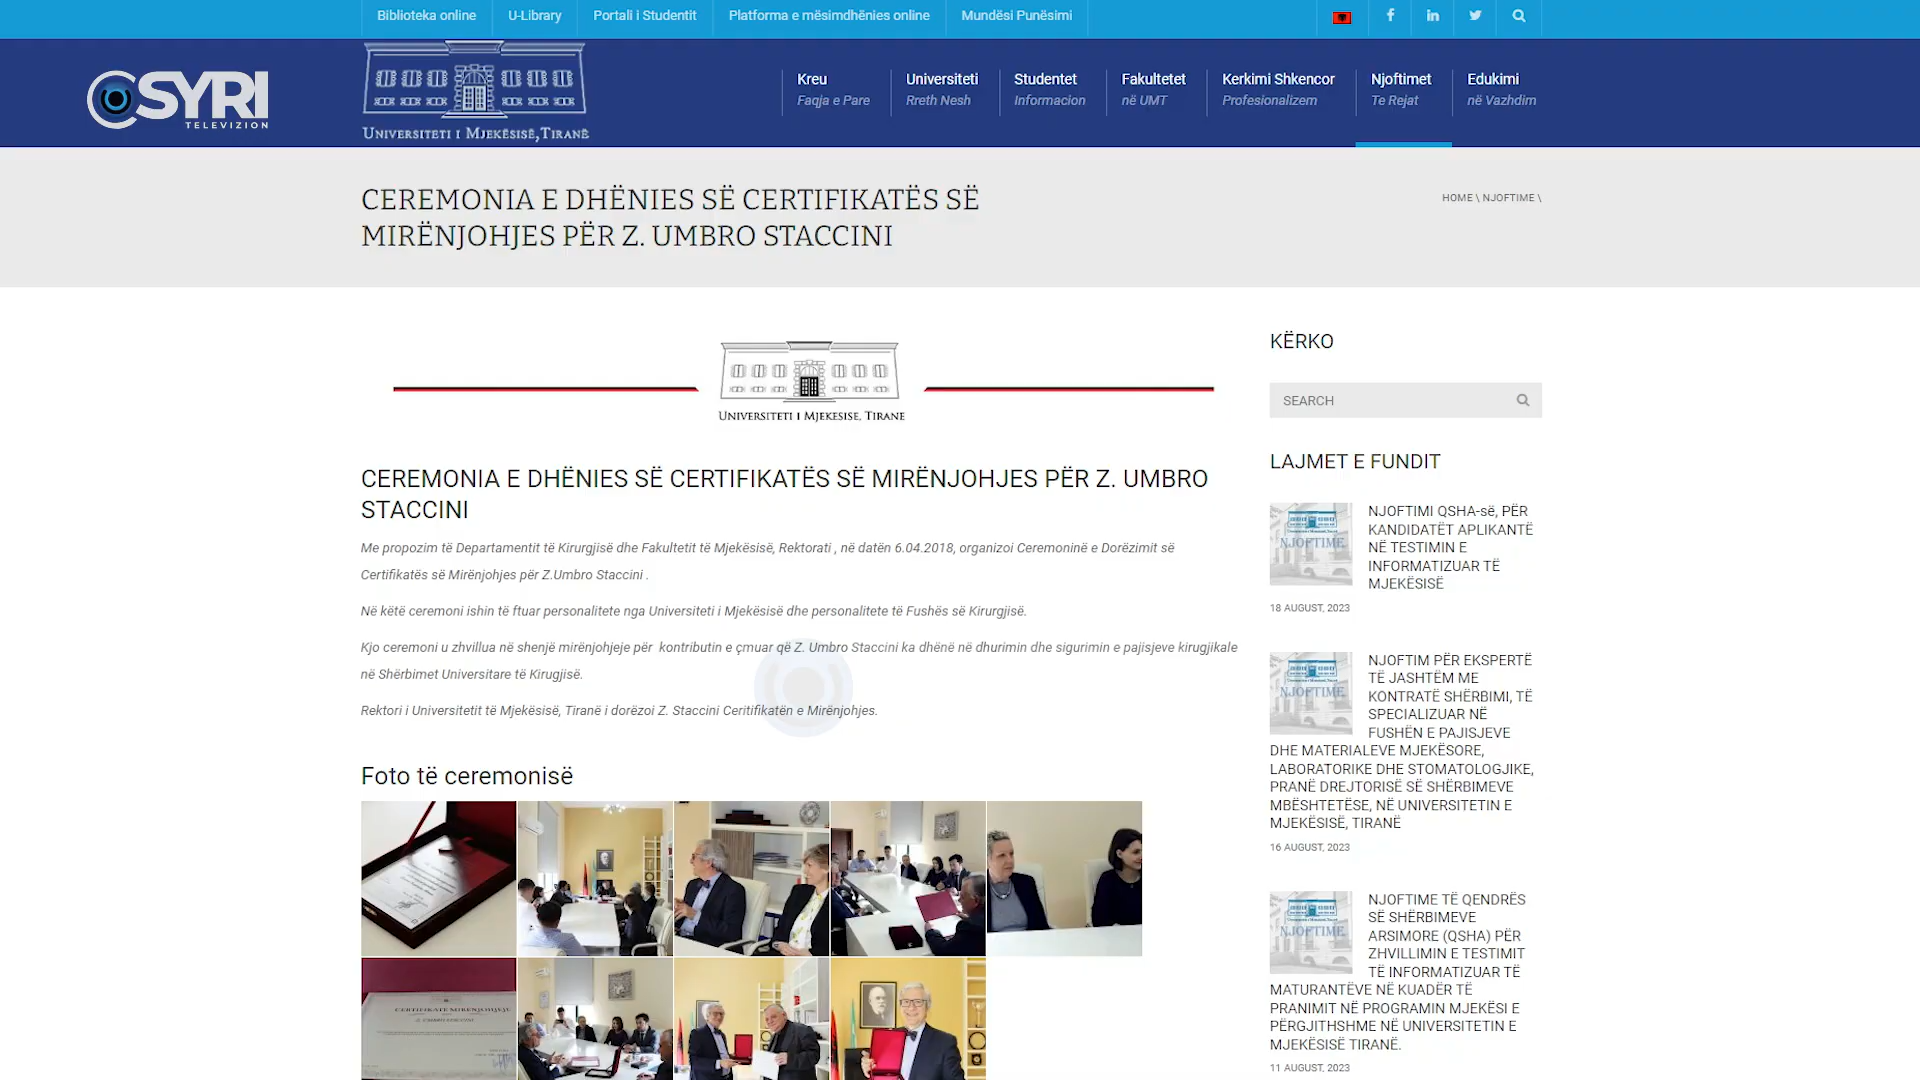 Biblioteka online
U-Library
Portali i Studentit
Platforma e mësimdhënies online
Mundësi Punësimi
SYRI
TELEVIZION
UNIVERSITETI I MJEKËSISË,TIRANË
Kreu
Faqja e Pare
Universiteti
Rreth Nesh
Studentet
Informacion
Fakultetet
në UMT
Kerkimi Shkencor
Profesionalizem
Njoftimet
Te Rejat
Edukimi
në Vazhdim
CEREMONIA E DHËNIES SË CERTIFIKATËS SË
MIRËNJOHJES PËR Z. UMBRO STACCINI
HOME \ NJOFTIME \
UNIVERSITETI I MJEKESISE, TIRANE
CEREMONIA E DHËNIES SË CERTIFIKATËS SË MIRËNJOHJES PËR Z. UMBRO
STACCINI
Me propozim të Departamentit të Kirurgjisë dhe Fakultetit të Mjekësisë, Rektorati , në datën 6.04.2018, organizoi Ceremoninë e Dorëzimit së
Certifikatës së Mirënjohjes për Z.Umbro Staccini .
Në këtë ceremoni ishin të ftuar personalitete nga Universiteti i Mjekësisë dhe personalitete të Fushës së Kirurgjisë.
Kjo ceremoni u zhvillua në shenjë mirënjohjeje për  kontributin e çmuar që Z. Umbro Staccini ka dhënë në dhurimin dhe sigurimin e pajisjeve kirugjikale
në Shërbimet Universitare të Kirugjisë.
Rektori i Universitetit të Mjekësisë, Tiranë i dorëzoi Z. Staccini Ceritifikatën e Mirënjohjes.
Foto të ceremonisë
CERTIFIKATË MIRËNJOHJEJE
Z. UMBRO STACCINI
KËRKO
SEARCH
LAJMET E FUNDIT
NJOFTIME
NJOFTIMI QSHA-së, PËR
KANDIDATËT APLIKANTË
NË TESTIMIN E
INFORMATIZUAR TË
MJEKËSISË
18 AUGUST, 2023
NJOFTIME
NJOFTIM PËR EKSPERTË
TË JASHTËM ME
KONTRATË SHËRBIMI, TË
SPECIALIZUAR NË
FUSHËN E PAJISJEVE
DHE MATERIALEVE MJEKËSORE,
LABORATORIKE DHE STOMATOLOGJIKE,
PRANË DREJTORISË SË SHËRBIMEVE
MBËSHTETËSE, NË UNIVERSITETIN E
MJEKËSISË, TIRANË
16 AUGUST, 2023
NJOFTIME
NJOFTIME TË QENDRËS
SË SHËRBIMEVE
ARSIMORE (QSHA) PËR
ZHVILLIMIN E TESTIMIT
TË INFORMATIZUAR TË
MATURANTËVE NË KUADËR TË
PRANIMIT NË PROGRAMIN MJEKËSI E
PËRGJITHSHME NË UNIVERSITETIN E
MJEKËSISË TIRANË.
11 AUGUST, 2023